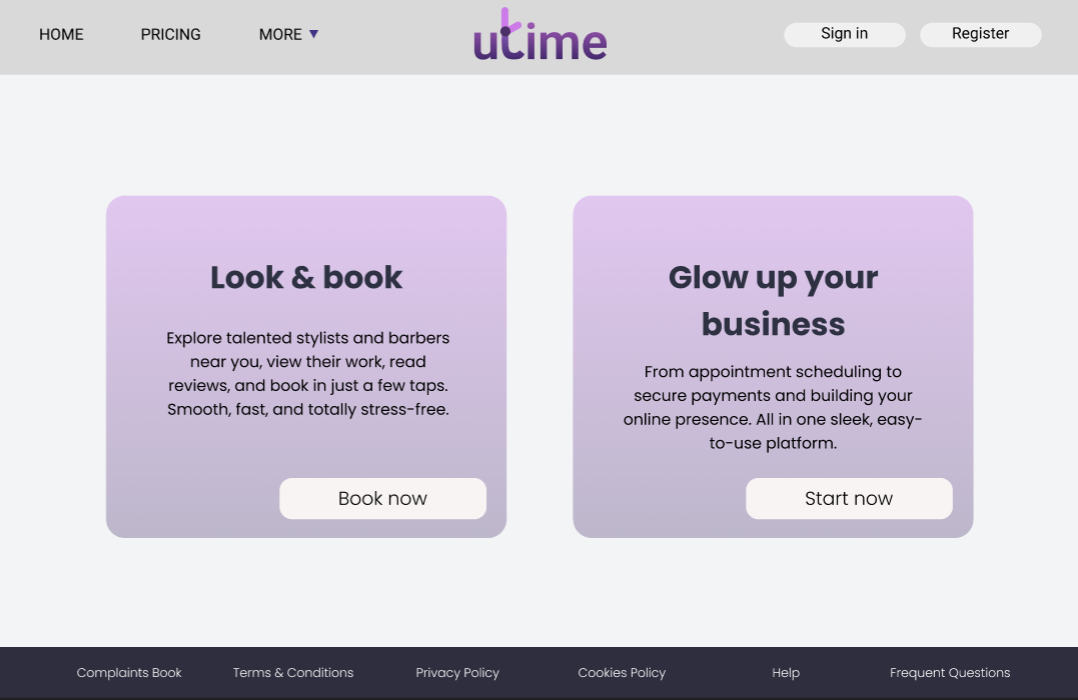 HOME
PRICING
MORE ▼
utime
Sign in
Register
Look & book
Explore talented stylists and barbers
near you, view their work, read
reviews, and book in just a few taps.
Smooth, fast, and totally stress-free.
Book now
Glow up your
business
From appointment scheduling to
secure payments and building your
online presence. All in one sleek, easy-
to-use platform.
Start now
Complaints Book
Terms & Conditions
Privacy Policy
Cookies Policy
Help
Frequent Questions